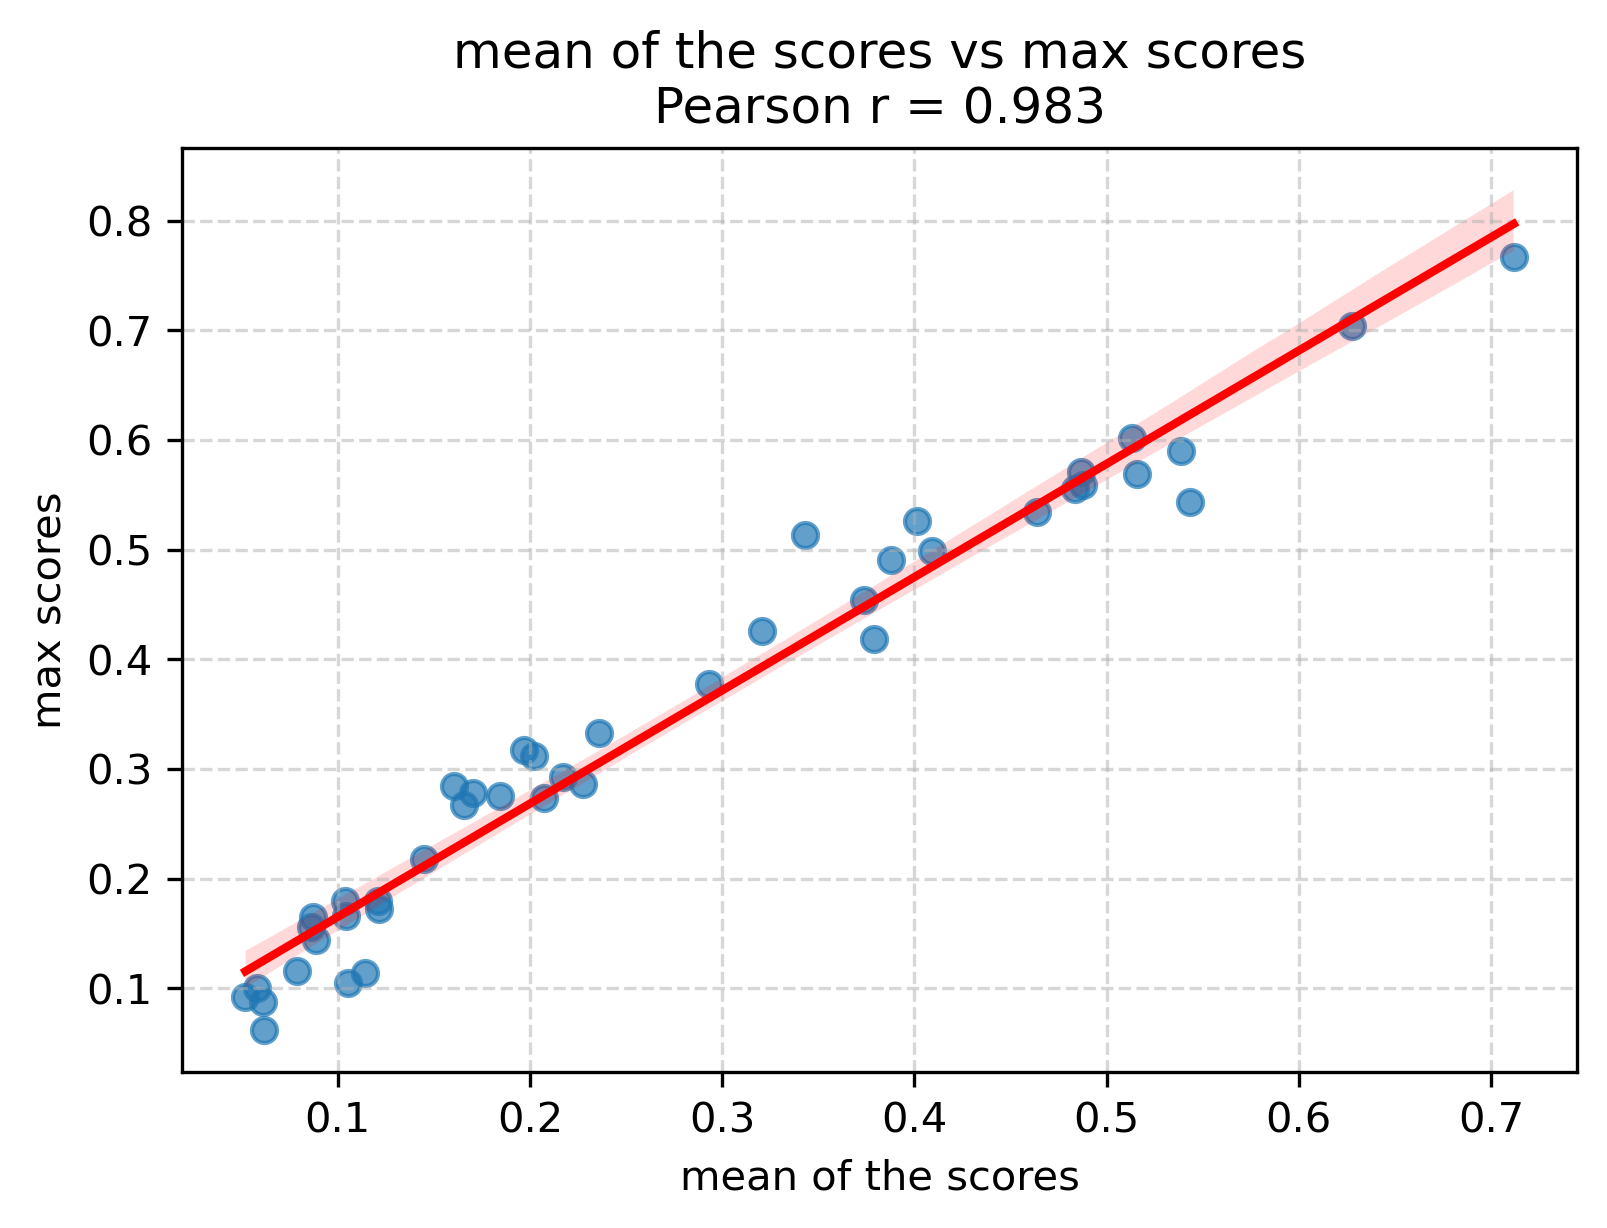 mean of the scores vs max scores
Pearson r = 0.983
0.8
0.7
0.6
0.5
0.4
0.3
0.2
0.1
max scores
0.1 0.2 0.3 0.4 0.5 0.6 0.7
mean of the scores